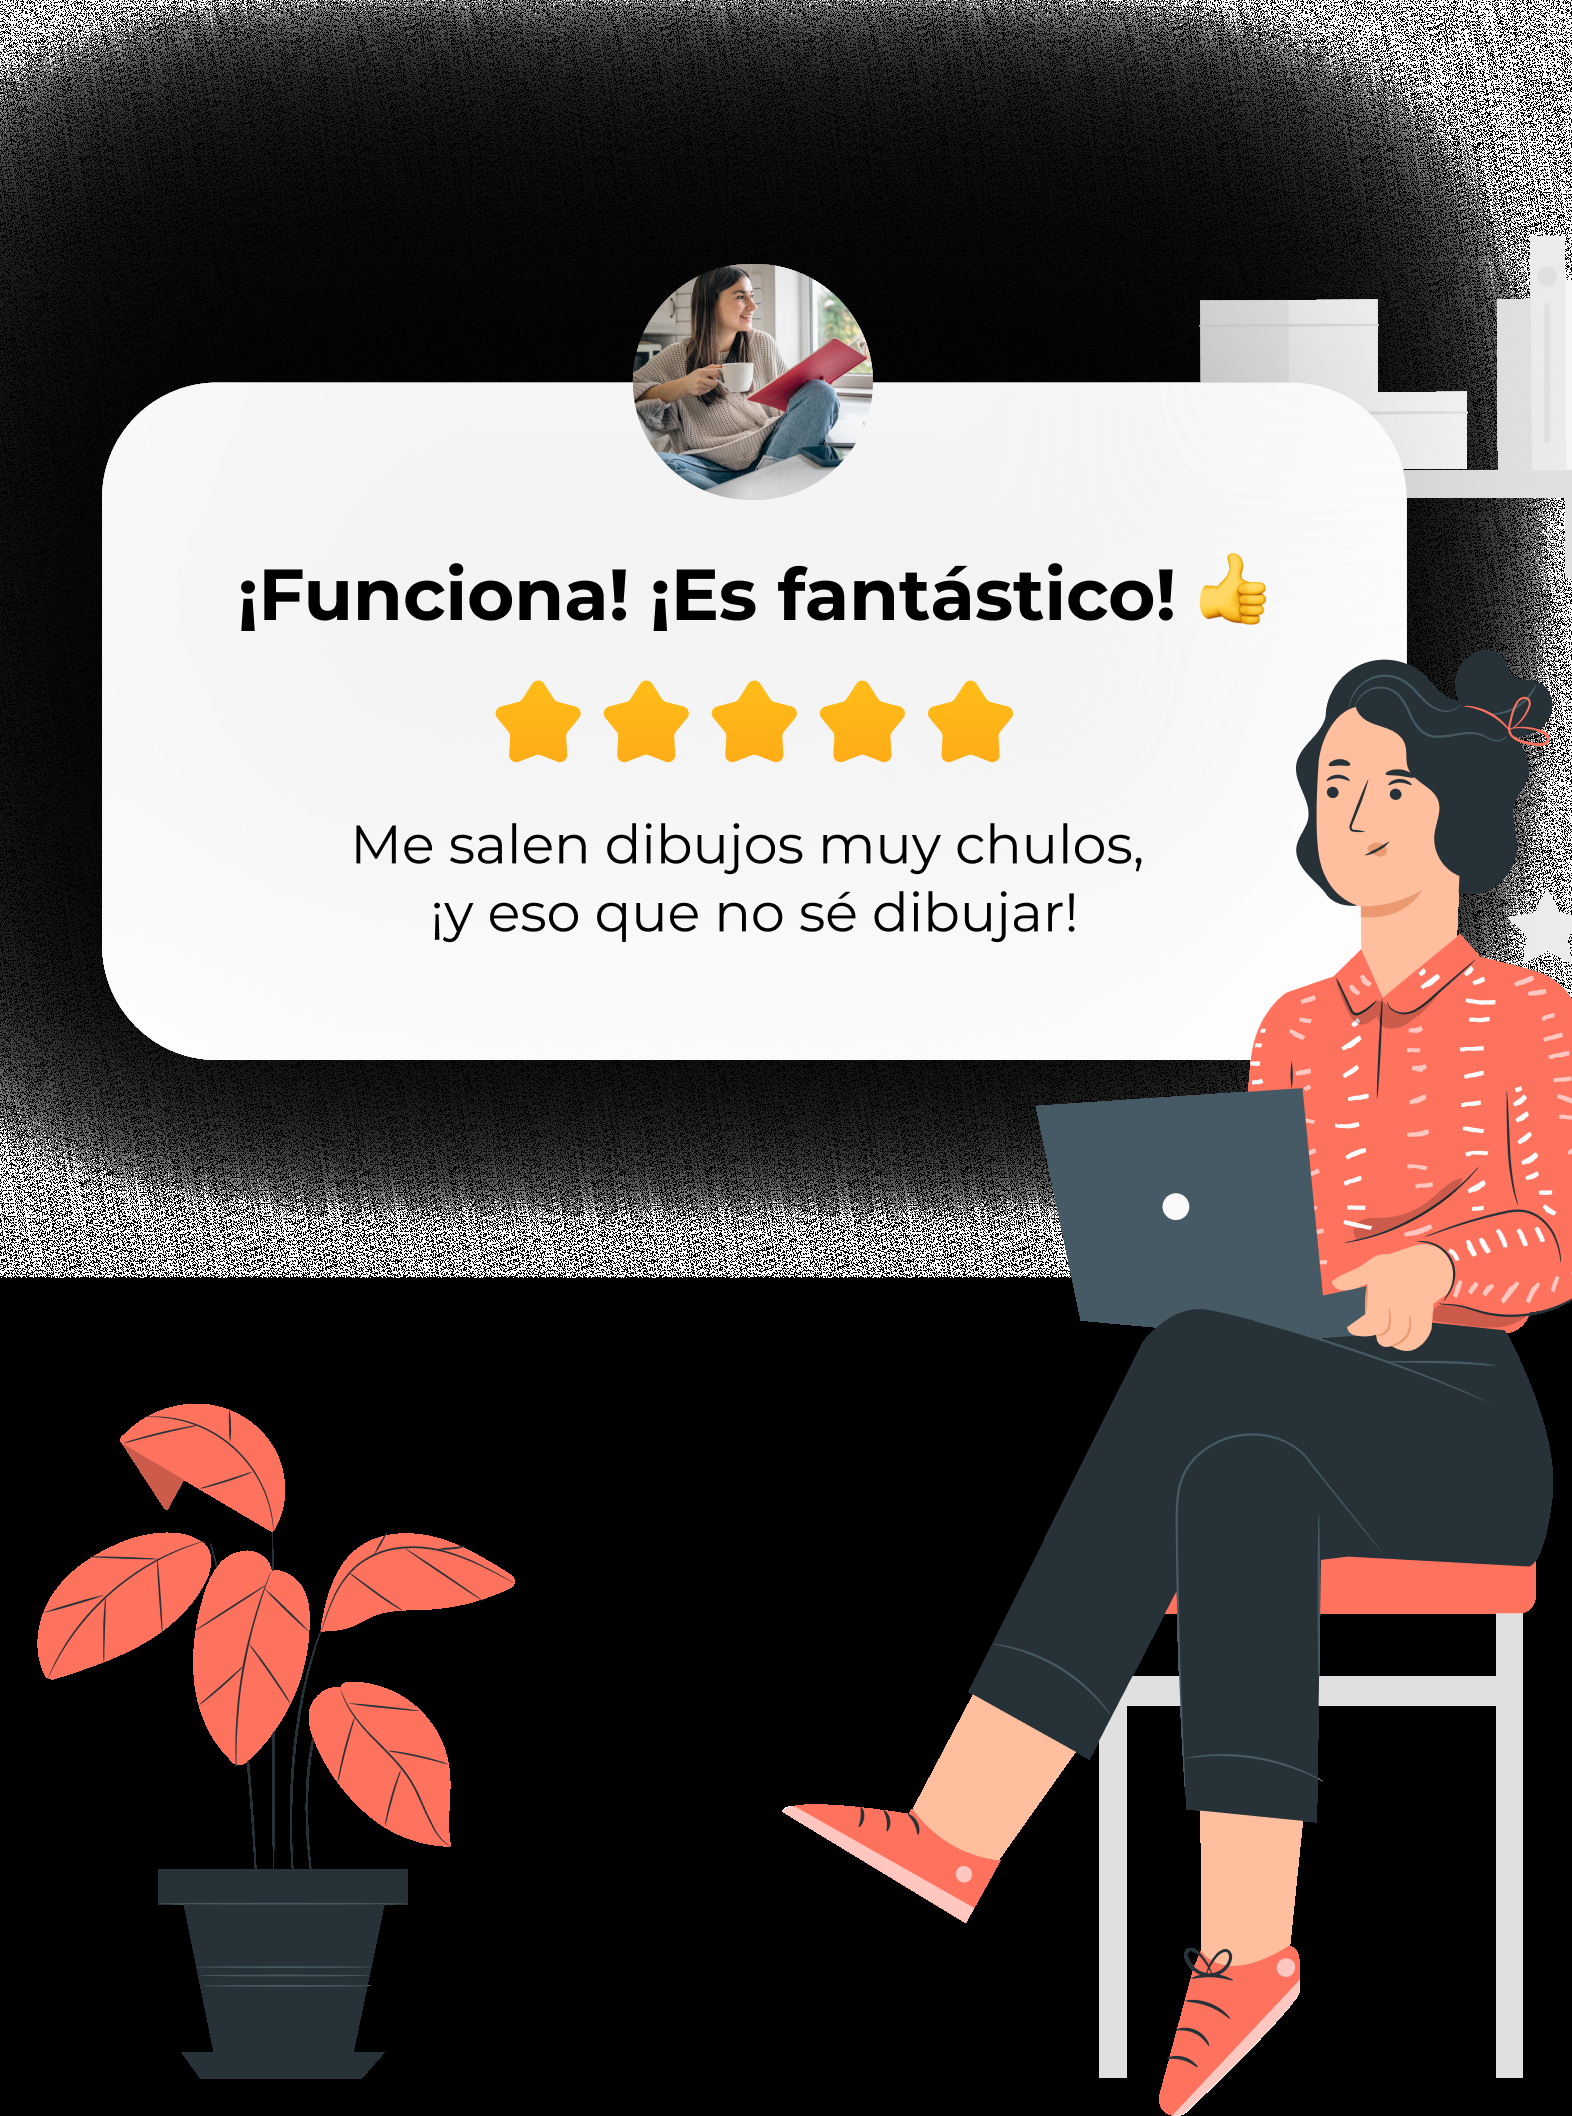 ¡Funciona! ¡Es fantástico! 👍
Me salen dibujos muy chulos,
¡y eso que no sé dibujar!